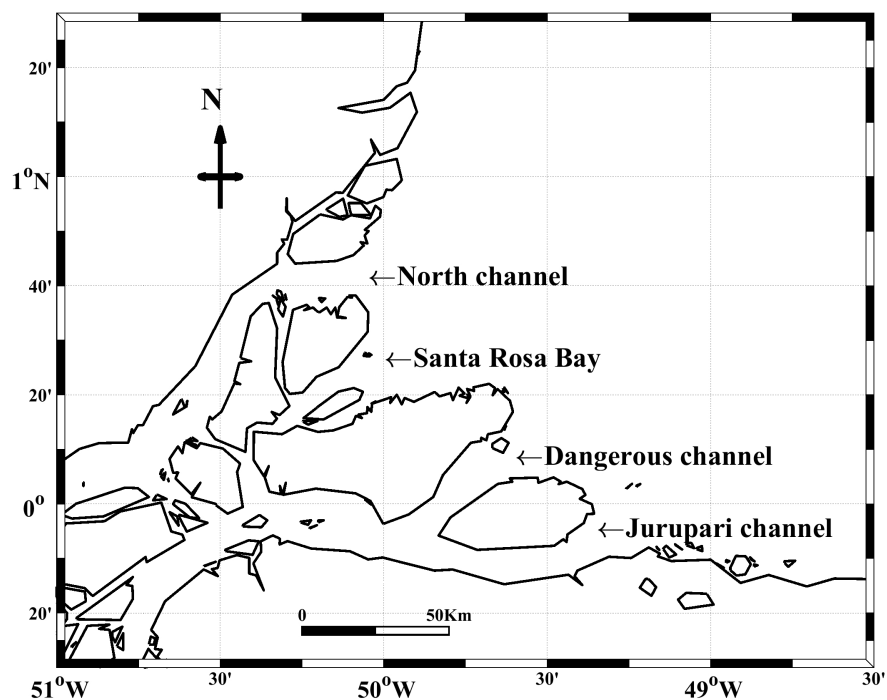 20'
N
1°N
←North channel
40'
←Santa Rosa Bay
20'
←Dangerous channel
0°
←Jurupari channel
0 50Km
20'
51°W 30' 50°W 30' 49°W 30'